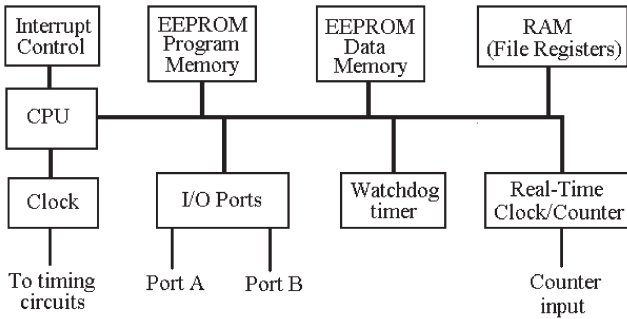 Interrupt
Control
EEPROM
Program
Memory
EEPROM
Data
Memory
RAM
(File Registers)
CPU
Clock
I/O Ports
Watchdog
timer
Real-Time
Clock/Counter
To timing
circuits
Port A
Port B
Counter
input